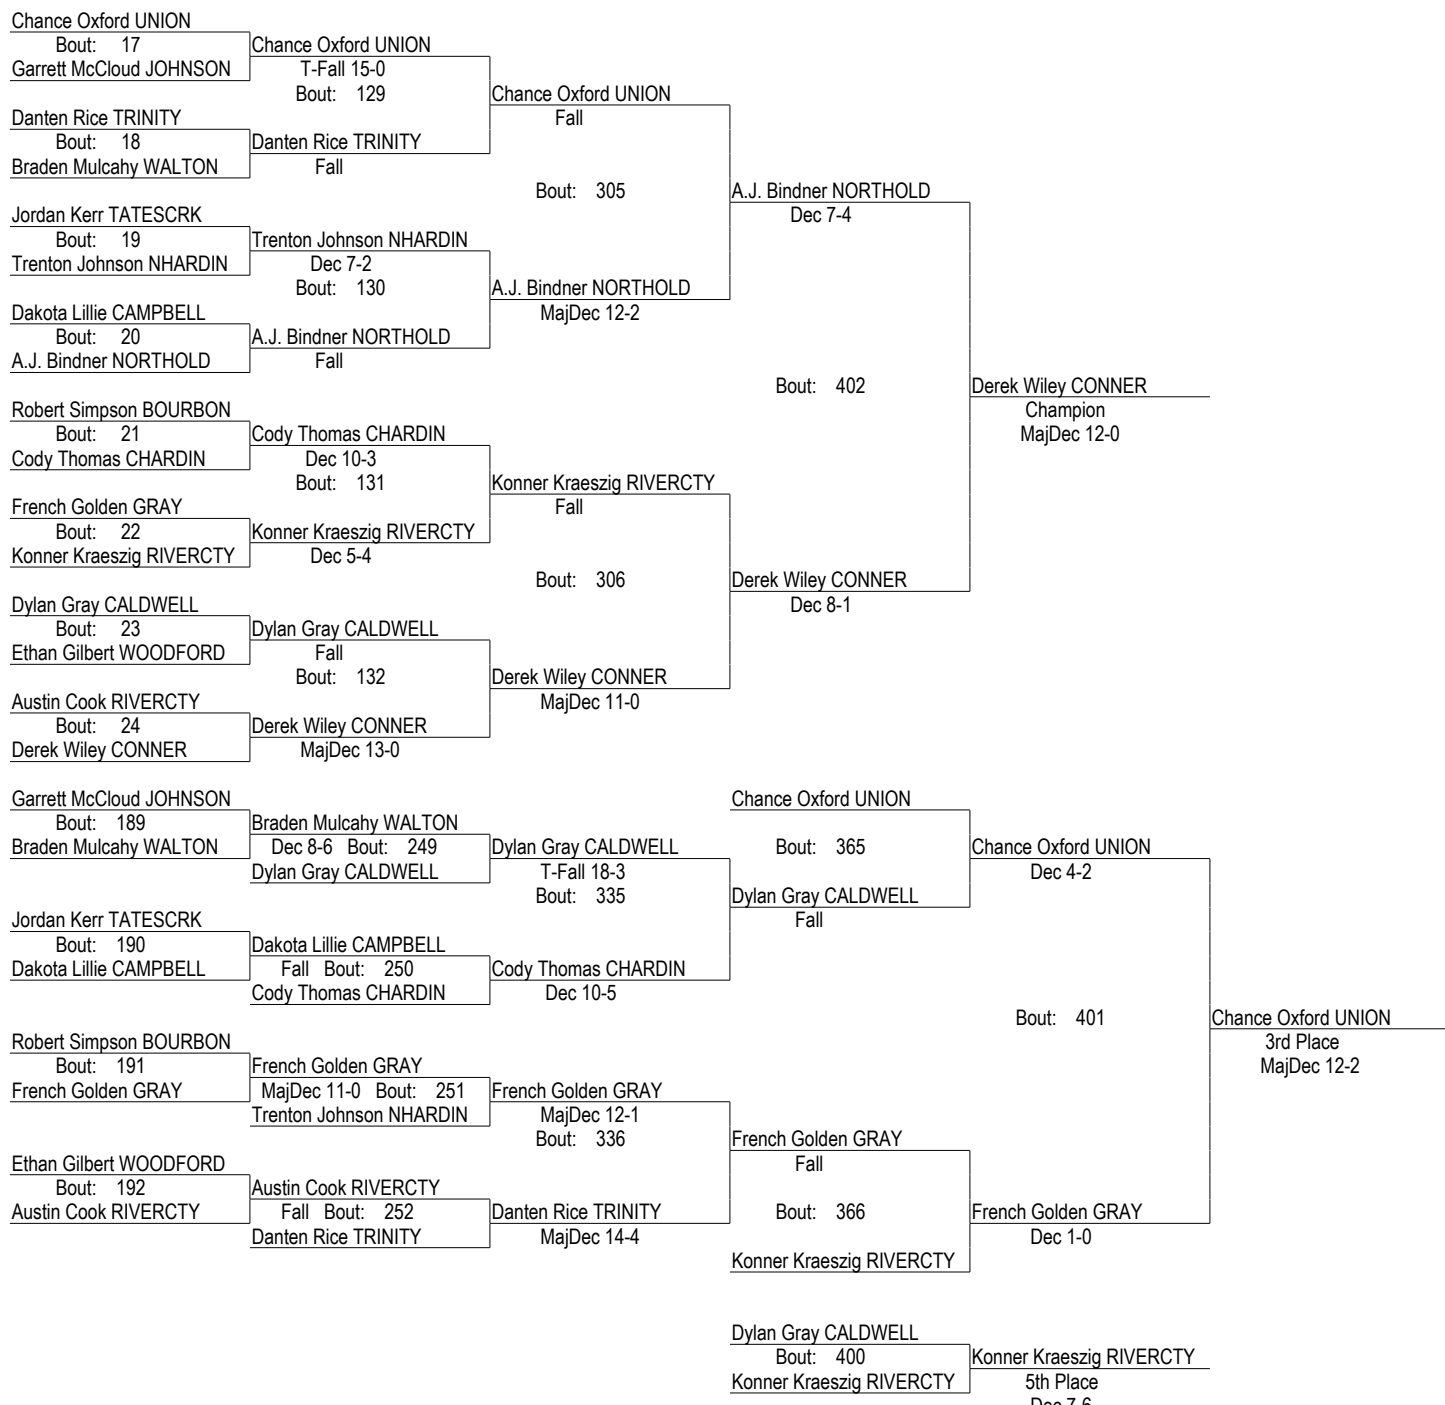 Chance Oxford UNION
Bout: 17 Chance Oxford UNION
Garrett McCloud JOHNSON T-Fall 15-0
Bout: 129 Chance Oxford UNION
Danten Rice TRINITY Fall
Bout: 18 Danten Rice TRINITY
Braden Mulcahy WALTON Fall
Bout: 305 A.J. Bindner NORTHOLD
Jordan Kerr TATESCRK Dec 7-4
Bout: 19 Trenton Johnson NHARDIN
Trenton Johnson NHARDIN Dec 7-2
Bout: 130 A.J. Bindner NORTHOLD
Dakota Lillie CAMPBELL MajDec 12-2
Bout: 20 A.J. Bindner NORTHOLD
A.J. Bindner NORTHOLD Fall
Bout: 402 Derek Wiley CONNER
Robert Simpson BOURBON Champion
Bout: 21 Cody Thomas CHARDIN MajDec 12-0
Cody Thomas CHARDIN Dec 10-3
Bout: 131 Konner Kraeszig RIVERCTY
French Golden GRAY Fall
Bout: 22 Konner Kraeszig RIVERCTY
Konner Kraeszig RIVERCTY Dec 5-4
Bout: 306 Derek Wiley CONNER
Dylan Gray CALDWELL Dec 8-1
Bout: 23 Dylan Gray CALDWELL
Ethan Gilbert WOODFORD Fall
Bout: 132 Derek Wiley CONNER
Austin Cook RIVERCTY MajDec 11-0
Bout: 24 Derek Wiley CONNER
Derek Wiley CONNER MajDec 13-0
Garrett McCloud JOHNSON Chance Oxford UNION
Bout: 189 Braden Mulcahy WALTON
Braden Mulcahy WALTON Dec 8-6 Bout: 249 Dylan Gray CALDWELL Bout: 365 Chance Oxford UNION
Dylan Gray CALDWELL T-Fall 18-3 Dec 4-2
Bout: 335 Dylan Gray CALDWELL
Jordan Kerr TATESCRK Fall
Bout: 190 Dakota Lillie CAMPBELL
Dakota Lillie CAMPBELL Fall Bout: 250 Cody Thomas CHARDIN
Cody Thomas CHARDIN Dec 10-5
Bout: 401 Chance Oxford UNION
Robert Simpson BOURBON 3rd Place
Bout: 191 French Golden GRAY MajDec 12-2
French Golden GRAY MajDec 11-0 Bout: 251 French Golden GRAY
Trenton Johnson NHARDIN MajDec 12-1
Bout: 336 French Golden GRAY
Ethan Gilbert WOODFORD Fall
Bout: 192 Austin Cook RIVERCTY
Austin Cook RIVERCTY Fall Bout: 252 Danten Rice TRINITY Bout: 366 French Golden GRAY
Danten Rice TRINITY MajDec 14-4 Dec 1-0
Konner Kraeszig RIVERCTY
Dylan Gray CALDWELL
Bout: 400 Konner Kraeszig RIVERCTY
Konner Kraeszig RIVERCTY 5th Place
Dec 7-6